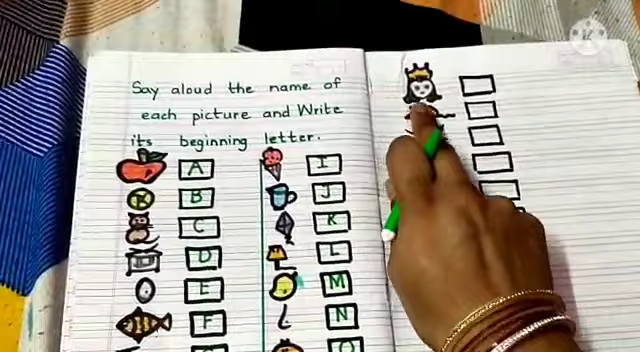 Say aloud the name of
each picture and Write
its beginning letter.
A
B
C
D
E
F
I
J
K
L
M
N
O